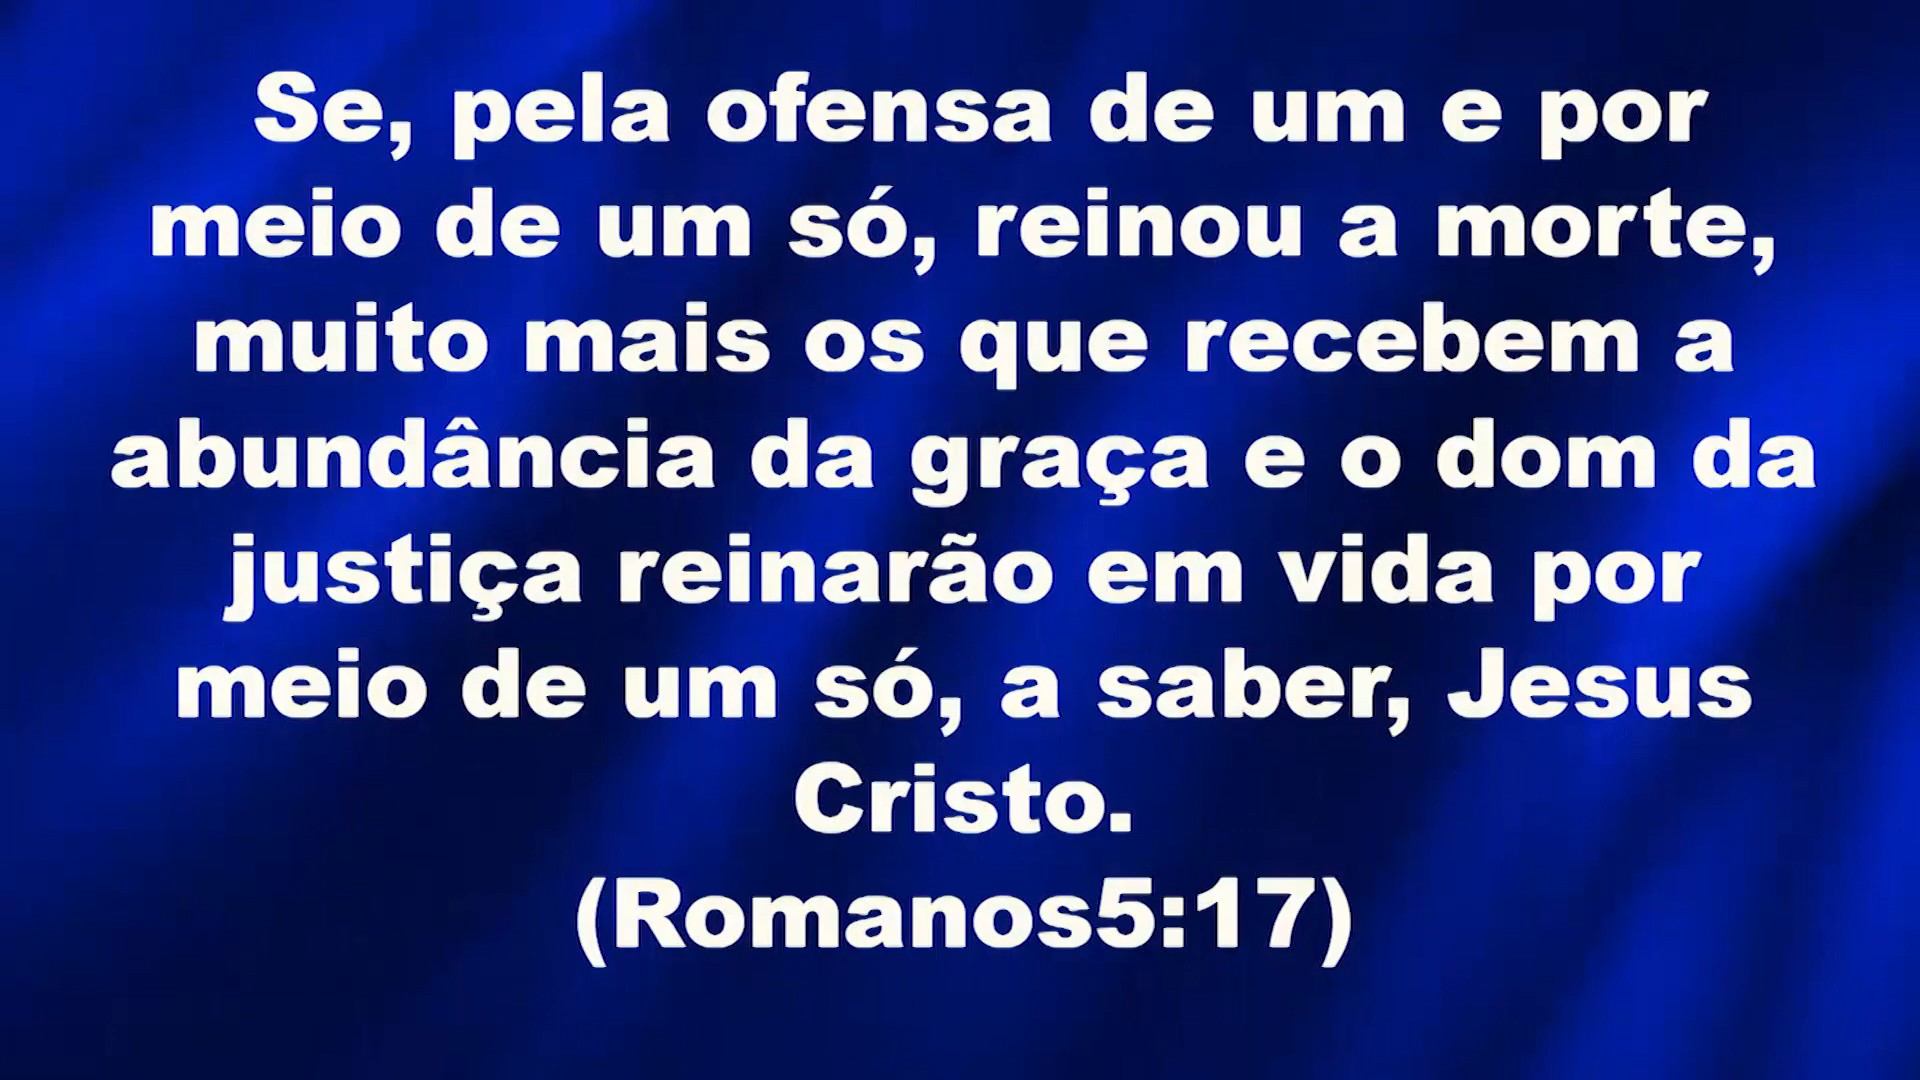 Se, pela ofensa de um e por
meio de um só, reinou a morte,
muito mais os que recebem a
abundância da graça e o dom da
justiça reinarão em vida por
meio de um só, a saber, Jesus
Cristo.
(Romanos5:17)